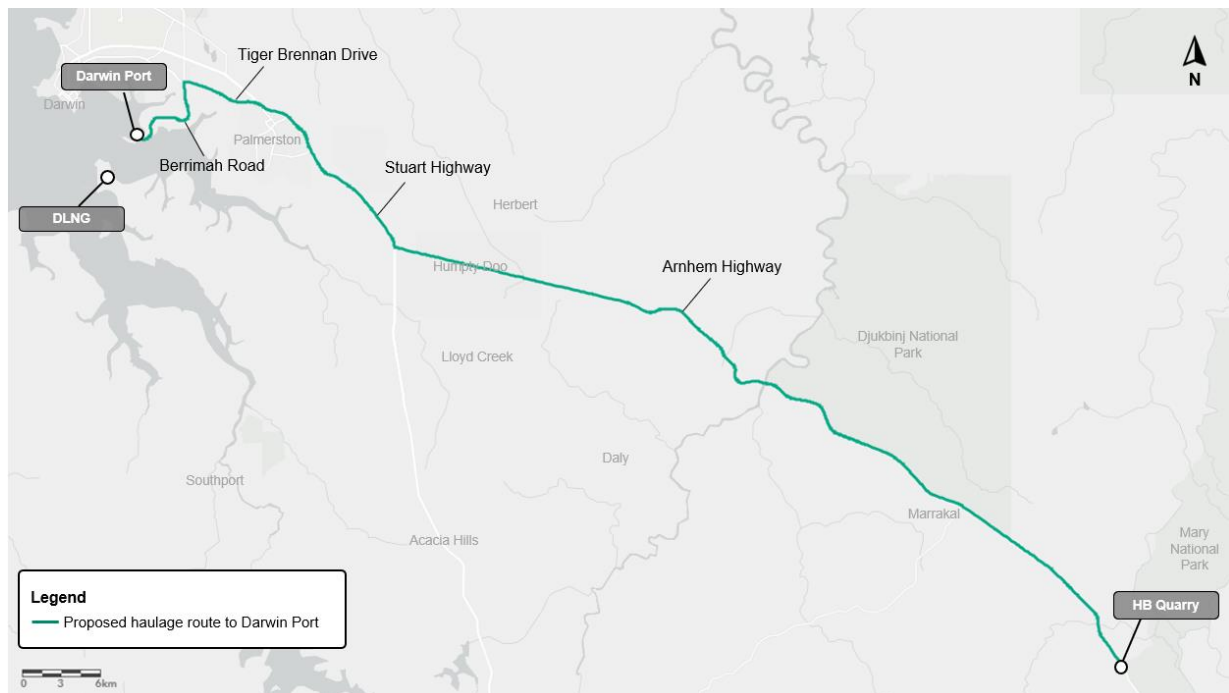 Tiger Brennan Drive
Darwin Port
N
Darwin
Palmerston
Berrimah Road
Stuart Highway
DLNG
Herbert
Humpty Doo
Arnhem Highway
Djukbinj National
Park
Lloyd Creek
Daly
Southport
Marrakal
Acacia Hills
Mary
National
Park
HB Quarry
Legend
Proposed haulage route to Darwin Port
0 3 6km